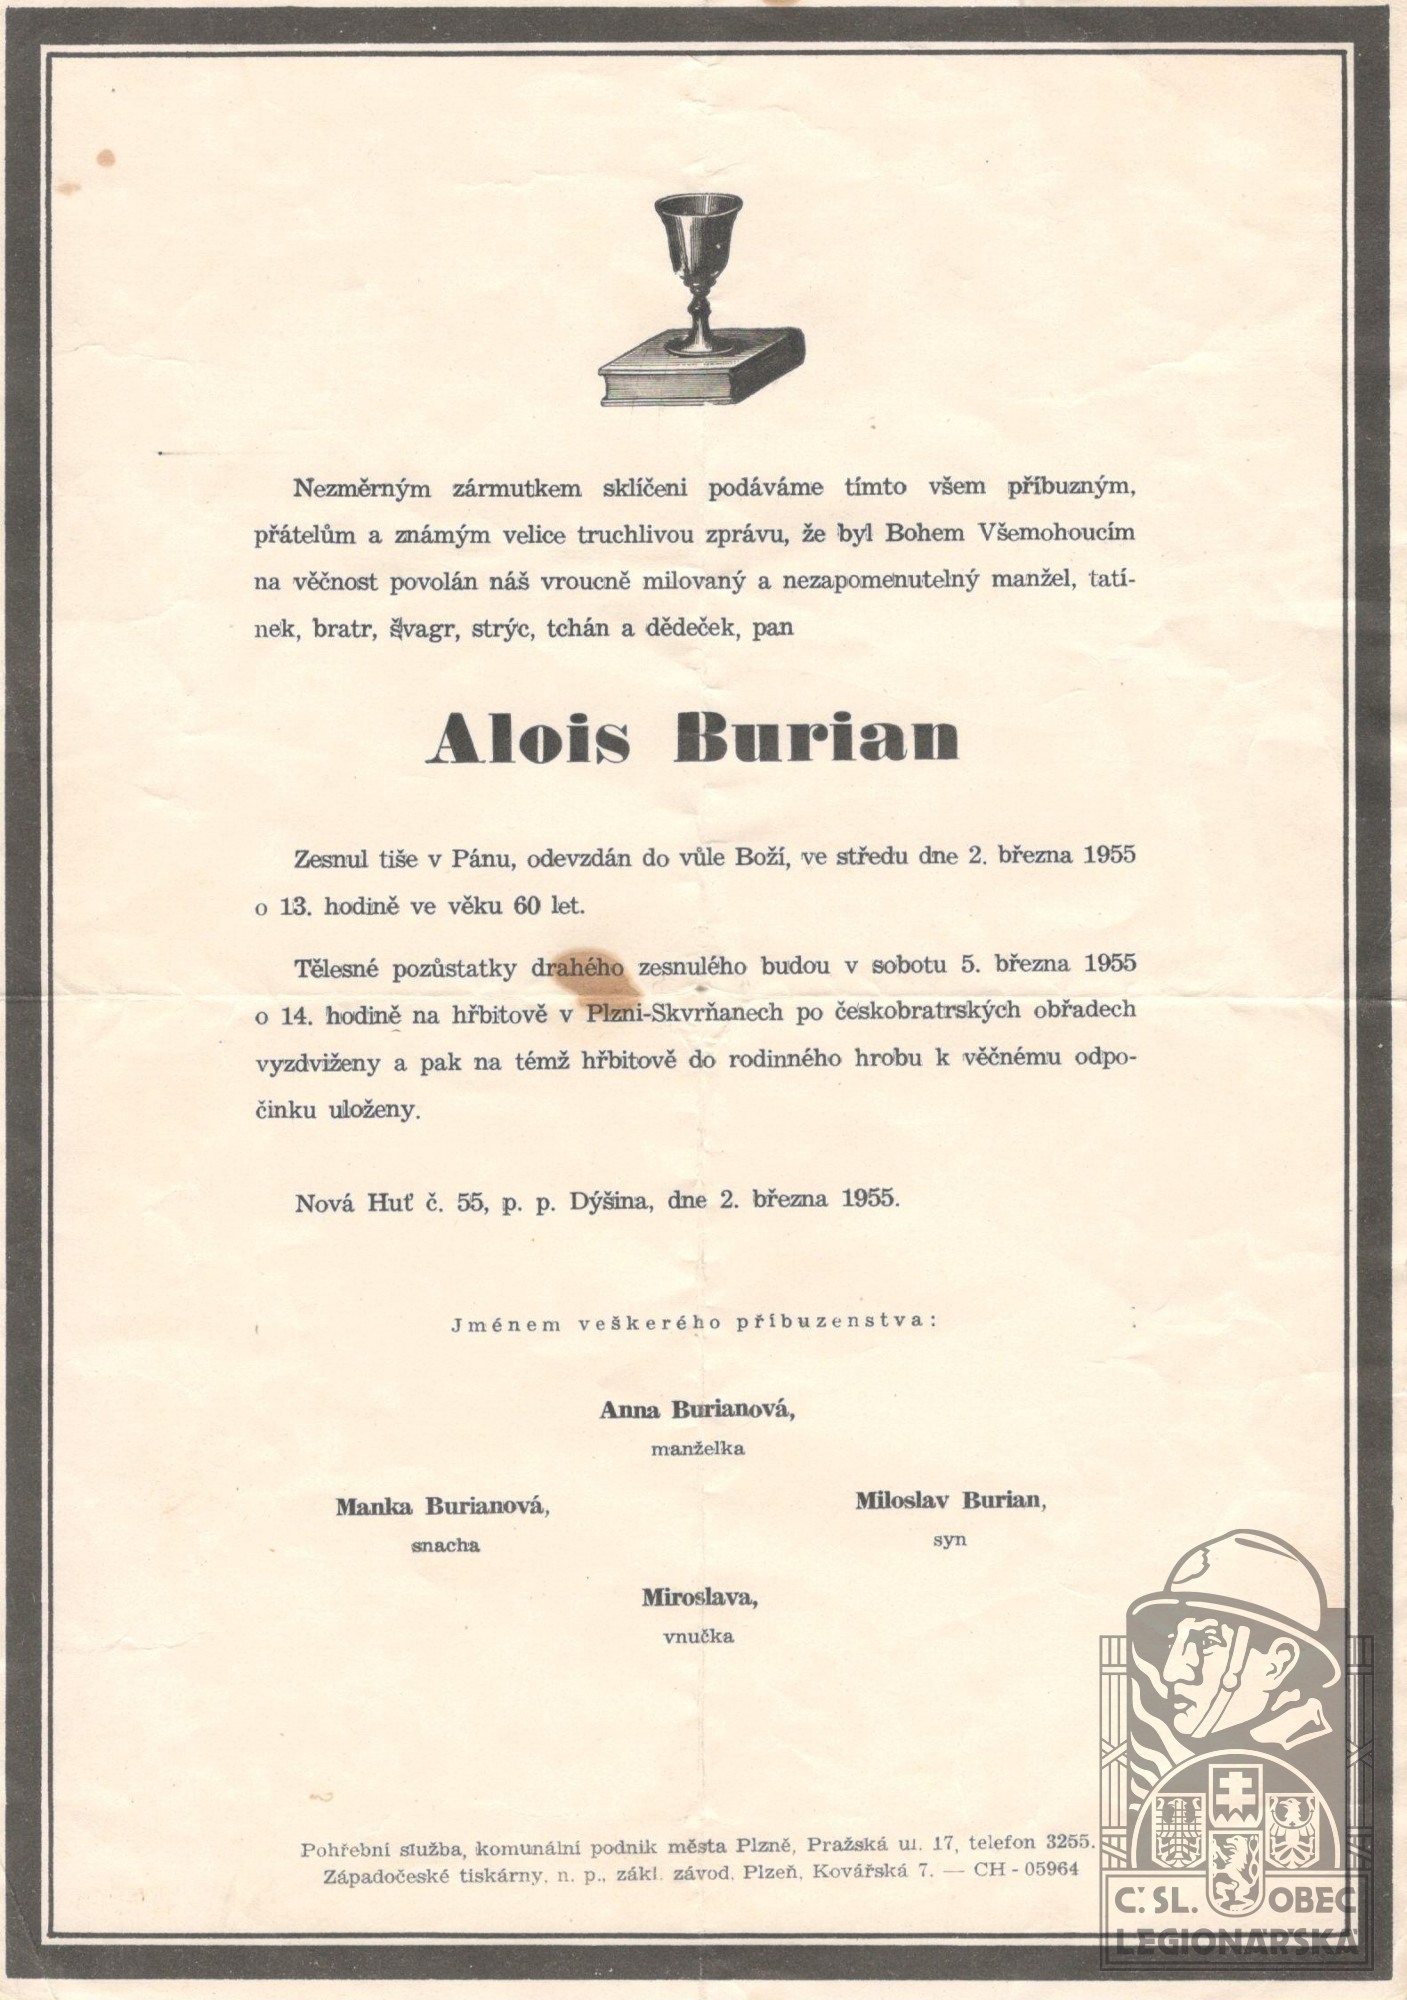 Nezměrným zármutkem sklíčeni podáváme tímto všem příbuzným,
přátelům a známým velice truchlivou zprávu, že byl Bohem Všemohoucím
na věčnost povolán náš vroucně milovaný a nezapomenutelný manžel, tatí-
nek, bratr, švagr, strýc, tchán a dědeček, pan
Alois Burian
Zesnul tiše v Pánu, odevzdán do vůle Boží, ve středu dne 2. března 1955
o 13. hodině ve věku 60 let.
Tělesné pozůstatky drahého zesnulého budou v sobotu 5. března 1955
o 14. hodině na hřbitově v Plzni-Skvrňanech po českobratrských obřadech
vyzdviženy a pak na témž hřbitově do rodinného hrobu k věčnému odpo-
činku uloženy.
Nová Huť č. 55, p. p. Dýšina, dne 2. března 1955.
Jménem veškerého příbuzenstva:
Anna Burianová,
manželka
Manka Burianová,
snacha
Miloslav Burian,
syn
Miroslava,
vnučka
Pohřební služba, komunální podnik města Plzně, Pražská ul. 17, telefon 3255.
Západočeské tiskárny, n. p., zákl. závod, Plzeň, Kovářská 7. — CH - 05964
Č. SL. OBEC
LEGIONÁŘSKÁ